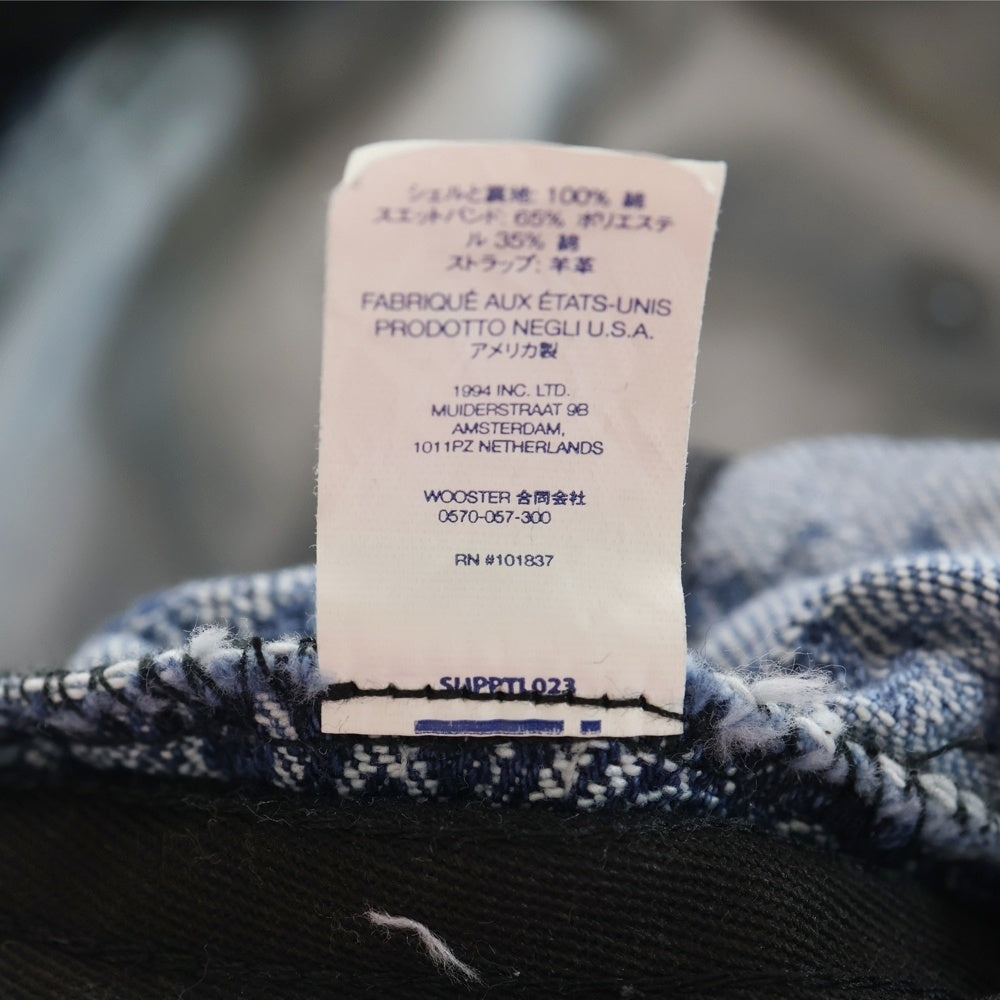 シェルと裏地: 100% 綿
スエットバンド: 65% ポリエステ
ル 35% 綿
ストラップ: 羊革
FABRIQUÉ AUX ÉTATS-UNIS
PRODOTTO NEGLI U.S.A.
アメリカ製
1994 INC. LTD.
MUIDERSTRAAT 9B
AMSTERDAM,
1011PZ NETHERLANDS
WOOSTER 合同会社
0570-057-300
RN #101837
SUPPTL023